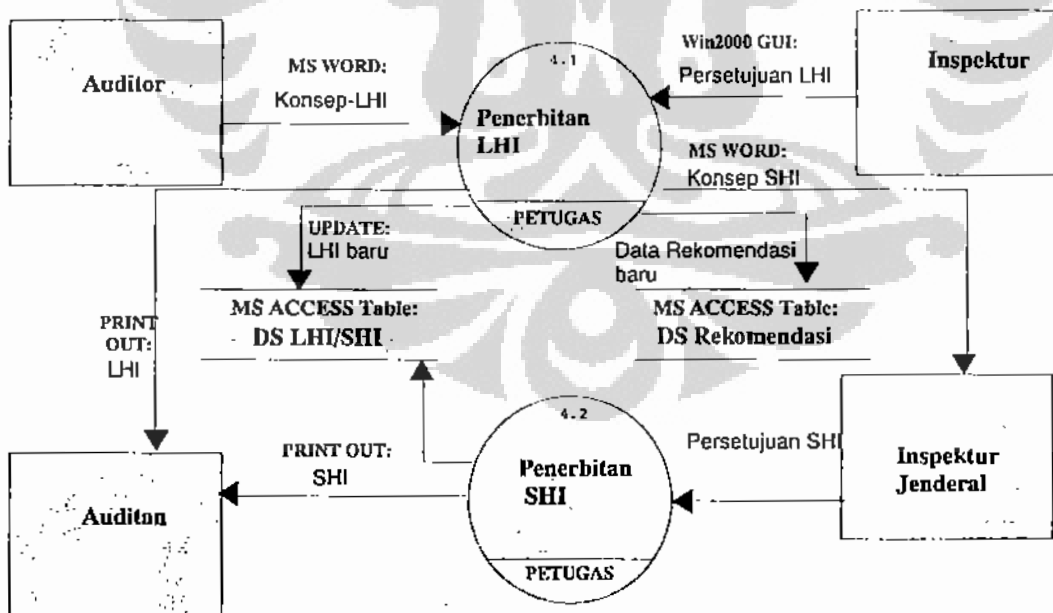 Auditor
MS WORD:
Konsep-LHI
4.1
Penerbitan
LHI
PETUGAS
Win2000 GUI:
Persetujuan LHI
Inspektur
MS WORD:
Konsep SHI
UPDATE:
LHI baru
Data Rekomendasi
baru
MS ACCESS Table:
DS LHI/SHI
MS ACCESS Table:
DS Rekomendasi
PRINT
OUT:
LHI
4.2
Penerbitan
SHI
PETUGAS
PRINT OUT:
SHI
Persetujuan SHI
Inspektur
Jenderal
Auditan